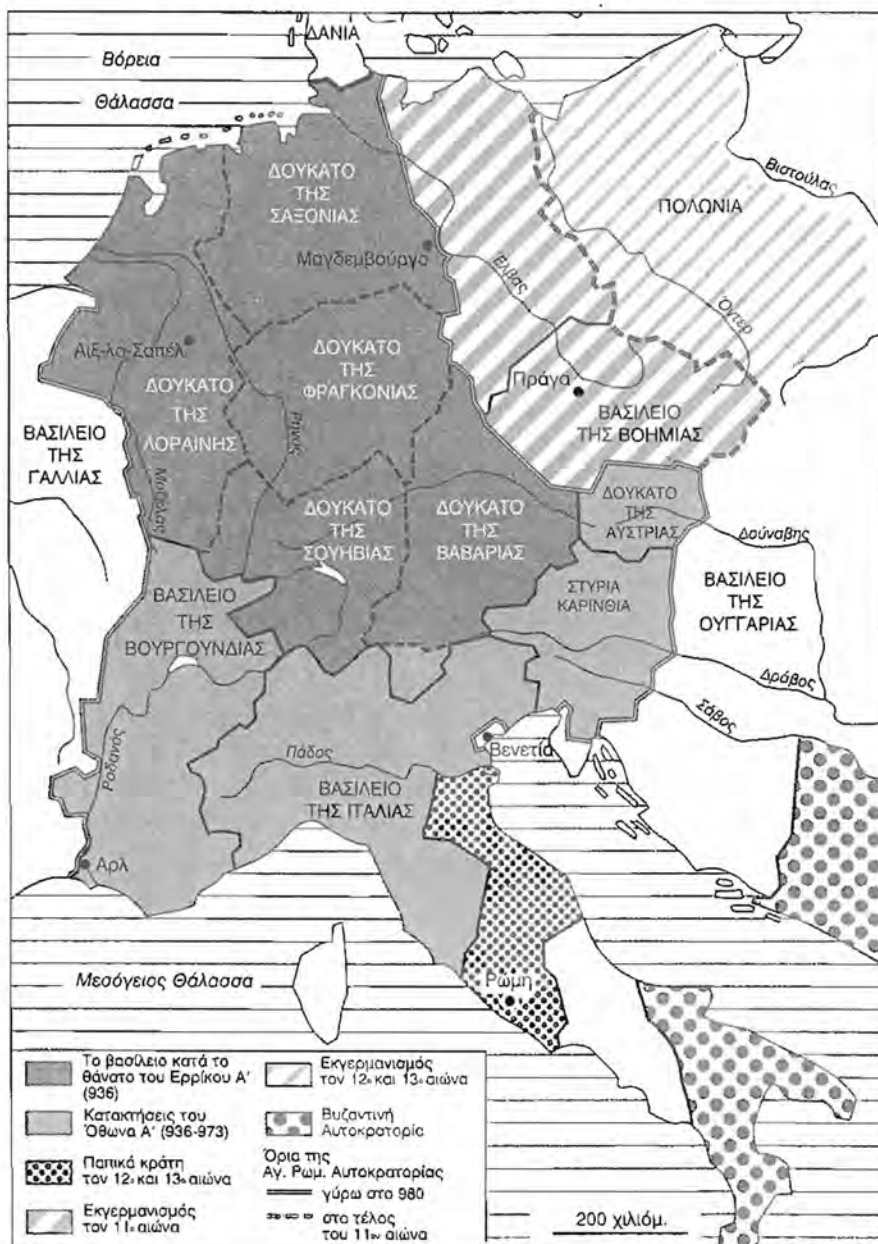 ΔΑΝΙΑ
Βόρεια
Θάλασσα
ΔΟΥΚΑΤΟ
ΤΗΣ
ΣΑΞΟΝΙΑΣ
Μαγδεμβούργο
Βιστούλας
ΠΟΛΩΝΙΑ
Έλβας
Όντερ
Αιξ-λα-Σαπέλ
ΔΟΥΚΑΤΟ
ΤΗΣ
ΦΡΑΓΚΟΝΙΑΣ
Πράγα
ΔΟΥΚΑΤΟ
ΤΗΣ
ΛΟΡΑΙΝΗΣ
Ρήνος
ΒΑΣΙΛΕΙΟ
ΤΗΣ ΒΟΗΜΙΑΣ
ΒΑΣΙΛΕΙΟ
ΤΗΣ
ΓΑΛΛΙΑΣ
Μοζέλας
ΔΟΥΚΑΤΟ
ΤΗΣ
ΣΟΥΗΒΙΑΣ
ΔΟΥΚΑΤΟ
ΤΗΣ
ΒΑΒΑΡΙΑΣ
ΔΟΥΚΑΤΟ
ΤΗΣ
ΑΥΣΤΡΙΑΣ
Δούναβης
ΒΑΣΙΛΕΙΟ
ΤΗΣ
ΒΟΥΡΓΟΥΝΔΙΑΣ
ΣΤΥΡΙΑ
ΚΑΡΙΝΘΙΑ
ΒΑΣΙΛΕΙΟ
ΤΗΣ
ΟΥΓΓΑΡΙΑΣ
Δράβος
Σάβος
Ροδανός
Πάδος
Βενετία
ΒΑΣΙΛΕΙΟ
ΤΗΣ ΙΤΑΛΙΑΣ
Αρλ
Μεσόγειος Θάλασσα
Ρώμη
Το βασίλειο κατά το
θάνατο του Ερρίκου Α'
(936)
Κατακτήσεις του
Όθωνα Α' (936-973)
Παπικά κράτη
τον 12ο και 13ο αιώνα
Εκγερμανισμός
τον 11ο αιώνα
Εκγερμανισμός
τον 12ο και 13ο αιώνα
Βυζαντινή
Αυτοκρατορία
Όρια της
Αγ. Ρωμ. Αυτοκρατορίας
γύρω στο 980
στο τέλος
του 11ου αιώνα
200 χιλιόμ.